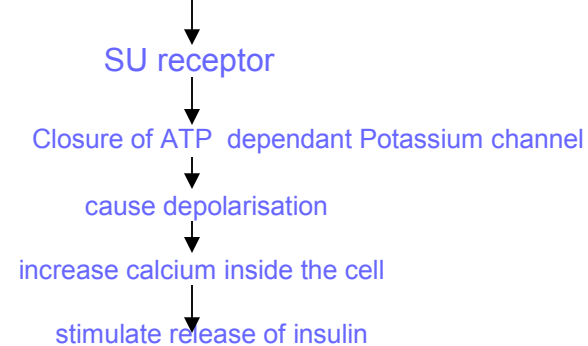 SU receptor
Closure of ATP  dependant Potassium channel
cause depolarisation
increase calcium inside the cell
stimulate release of insulin